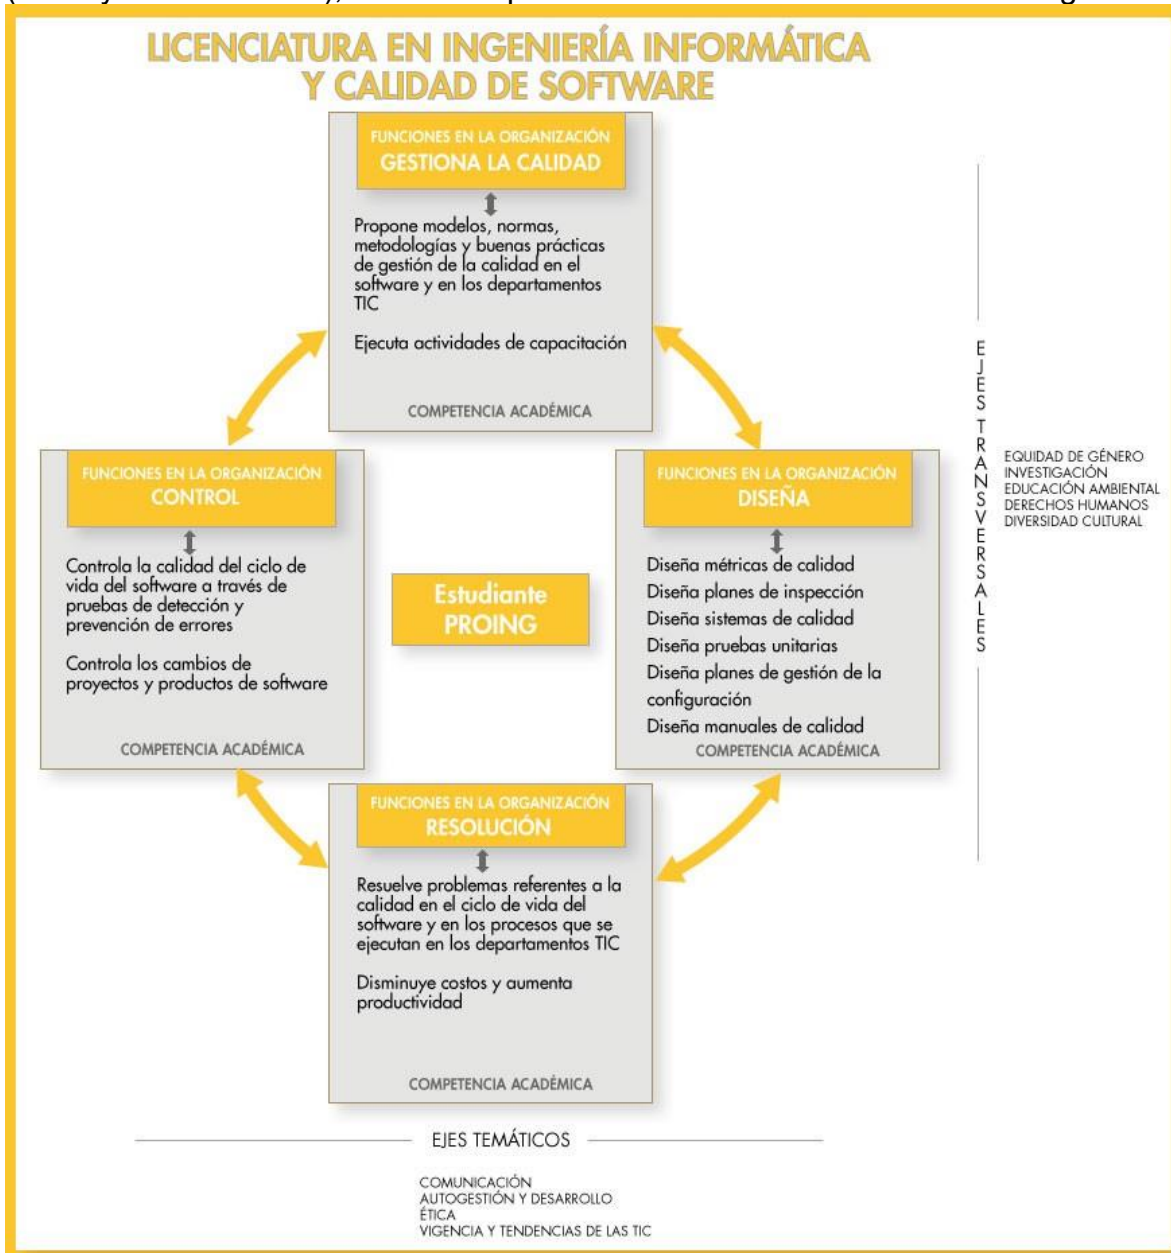 LICENCIATURA EN INGENIERÍA INFORMÁTICA
Y CALIDAD DE SOFTWARE
FUNCIONES EN LA ORGANIZACIÓN
GESTIONA LA CALIDAD
Propone modelos, normas,
metodologías y buenas prácticas
de gestión de la calidad en el
software y en los departamentos
TIC
Ejecuta actividades de capacitación
COMPETENCIA ACADÉMICA
FUNCIONES EN LA ORGANIZACIÓN
CONTROL
Controla la calidad del ciclo de
vida del software a través de
pruebas de detección y
prevención de errores
Controla los cambios de
proyectos y productos de software
COMPETENCIA ACADÉMICA
Estudiante
PROING
FUNCIONES EN LA ORGANIZACIÓN
DISEÑA
Diseña métricas de calidad
Diseña planes de inspección
Diseña sistemas de calidad
Diseña pruebas unitarias
Diseña planes de gestión de la
configuración
Diseña manuales de calidad
COMPETENCIA ACADÉMICA
FUNCIONES EN LA ORGANIZACIÓN
RESOLUCIÓN
Resuelve problemas referentes a la
calidad en el ciclo de vida del
software y en los procesos que se
ejecutan en los departamentos TIC
Disminuye costos y aumenta
productividad
COMPETENCIA ACADÉMICA
EJES TRANSVERSALES
EQUIDAD DE GÉNERO
INVESTIGACIÓN
EDUCACIÓN AMBIENTAL
DERECHOS HUMANOS
DIVERSIDAD CULTURAL
EJES TEMÁTICOS
COMUNICACIÓN
AUTOGESTIÓN Y DESARROLLO
ÉTICA
VIGENCIA Y TENDENCIAS DE LAS TIC